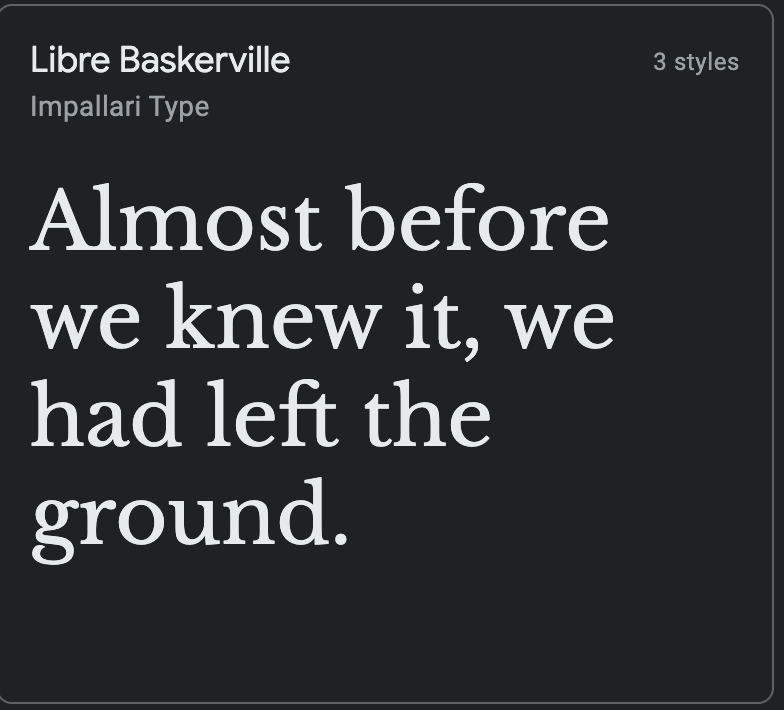 Libre Baskerville
3 styles
Impallari Type
Almost before
we knew it, we
had left the
ground.